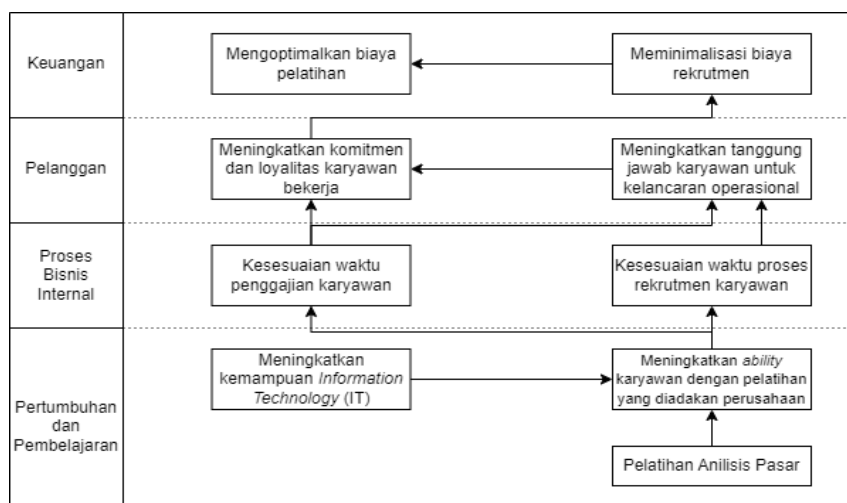 Keuangan
Mengoptimalkan biaya
pelatihan
Meminimalisasi biaya
rekrutmen
Pelanggan
Meningkatkan komitmen
dan loyalitas karyawan
bekerja
Meningkatkan tanggung
jawab karyawan untuk
kelancaran operasional
Proses
Bisnis
Internal
Kesesuaian waktu
penggajian karyawan
Kesesuaian waktu proses
rekrutmen karyawan
Pertumbuhan
dan
Pembelajaran
Meningkatkan
kemampuan Information
Technology (IT)
Meningkatkan ability
karyawan dengan pelatihan
yang diadakan perusahaan
Pelatihan Anilisis Pasar